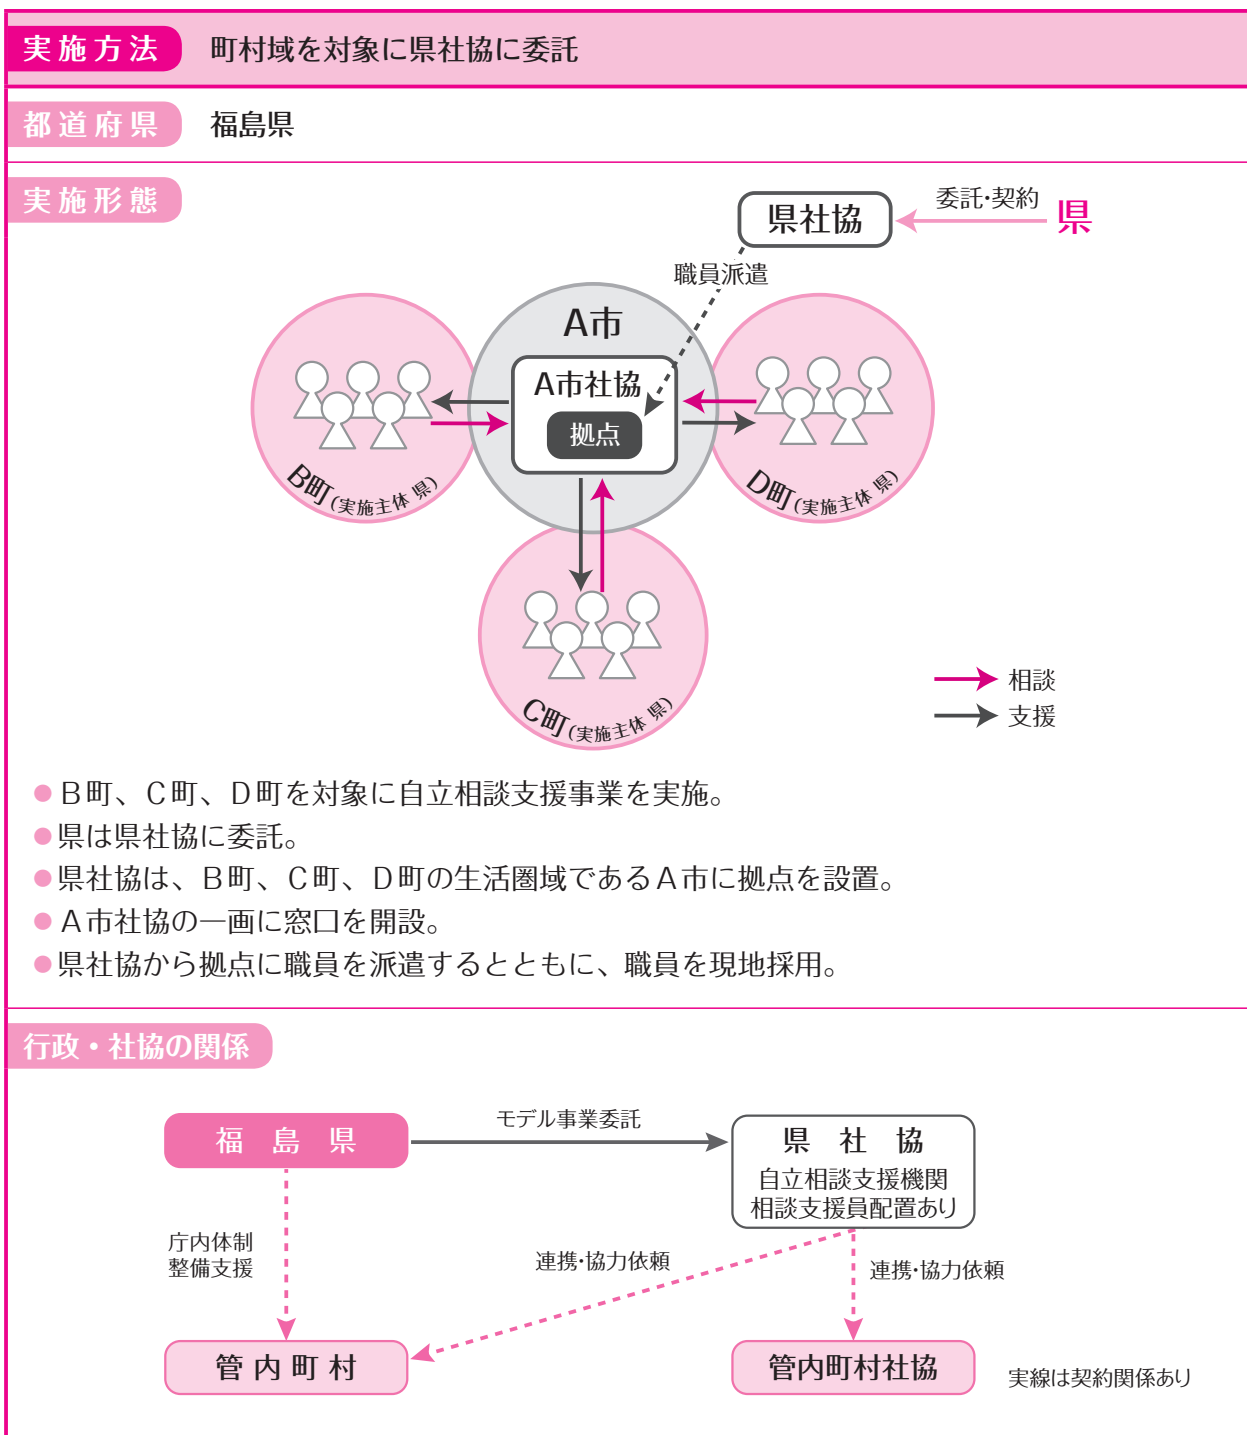 実施方法
町村域を対象に県社協に委託
都道府県
福島県
実施形態
県社協
委託・契約
県
職員派遣
A市
A市社協
拠点
B町(実施主体 県)
D町(実施主体 県)
C町(実施主体 県)
相談
支援
●B町、C町、D町を対象に自立相談支援事業を実施。
●県は県社協に委託。
●県社協は、B町、C町、D町の生活圏域であるA市に拠点を設置。
●A市社協の一画に窓口を開設。
●県社協から拠点に職員を派遣するとともに、職員を現地採用。
行政・社協の関係
福 島 県
モデル事業委託
県 社 協
自立相談支援機関
相談支援員配置あり
庁内体制
整備支援
連携・協力依頼
連携・協力依頼
管内町村
管内町村社協
実線は契約関係あり